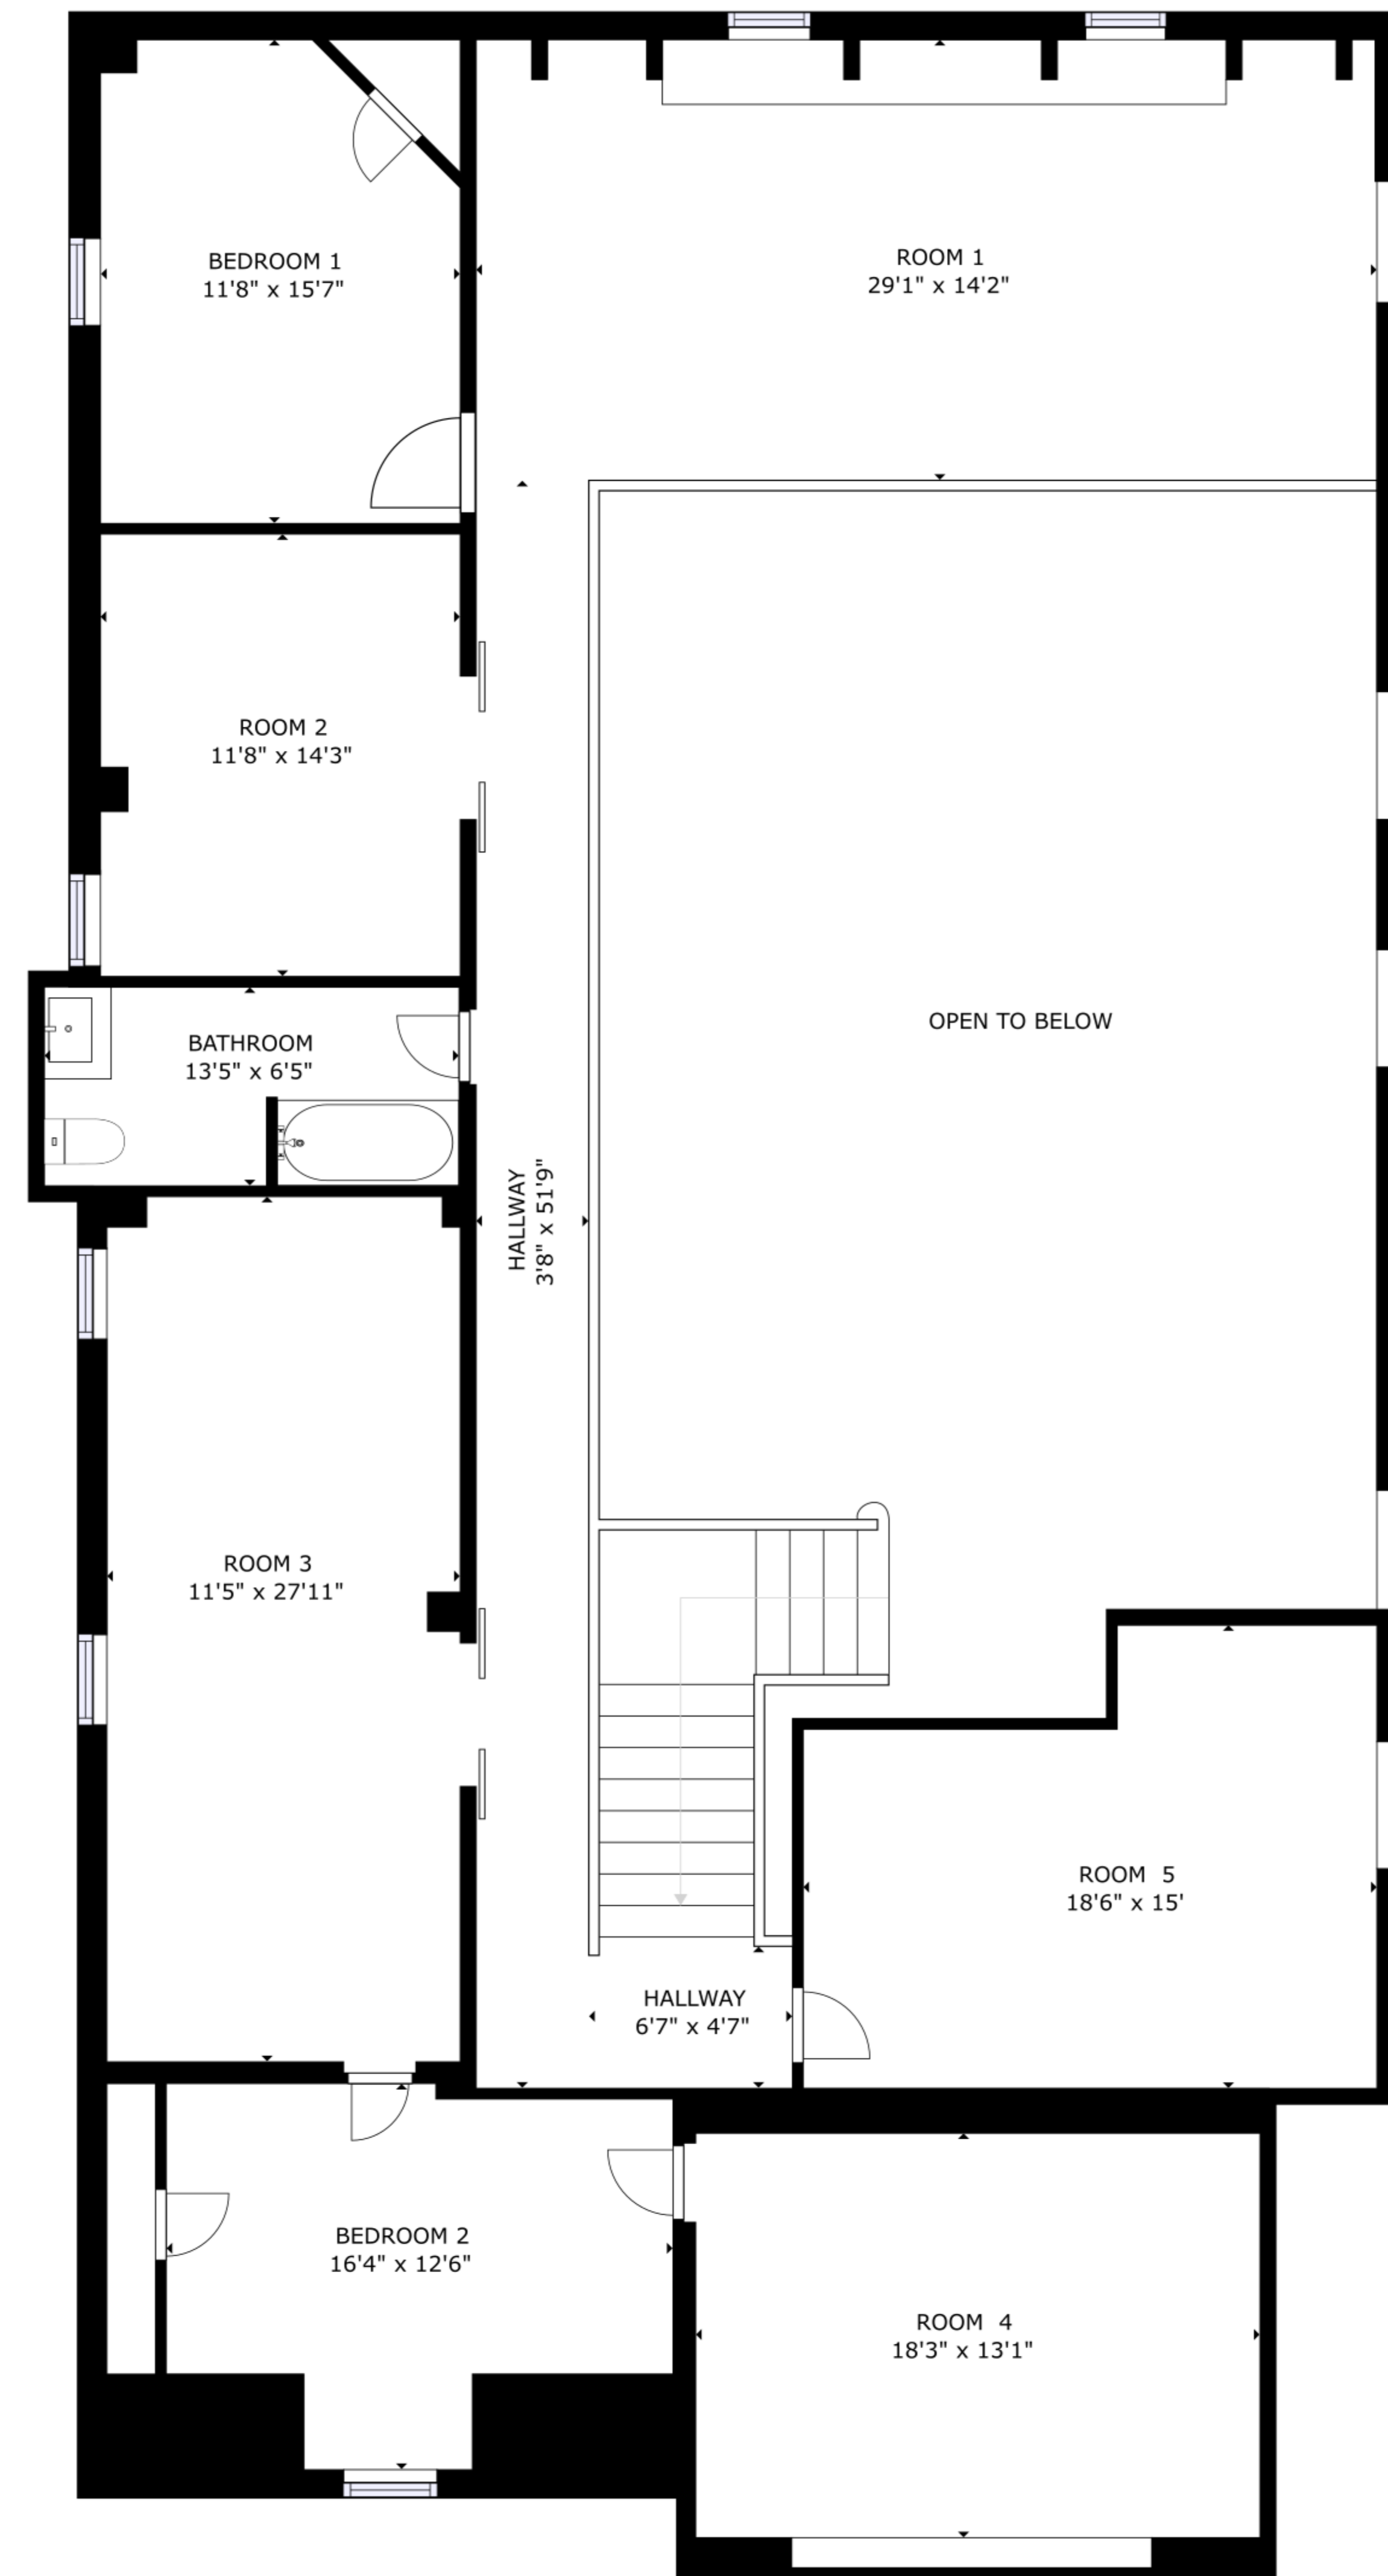 BEDROOM 1
11'8" x 15'7"
ROOM 1
29'1" x 14'2"
ROOM 2
11'8" x 14'3"
OPEN TO BELOW
BATHROOM
13'5" x 6'5"
HALLWAY
3'8" x 51'9"
ROOM 3
11'5" x 27'11"
ROOM 5
18'6" x 15'
HALLWAY
6'7" x 4'7"
BEDROOM 2
16'4" x 12'6"
ROOM 4
18'3" x 13'1"